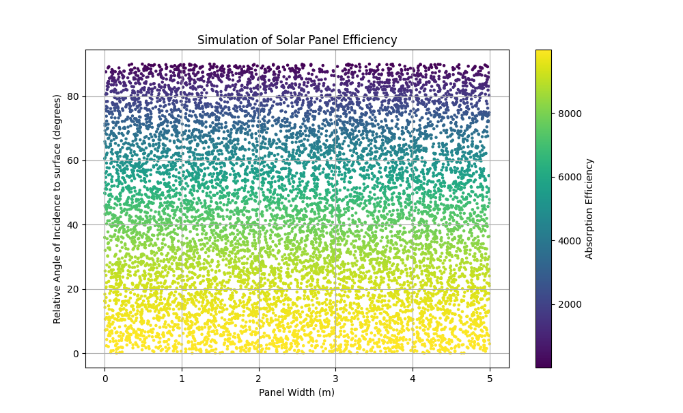 Simulation of Solar Panel Efficiency
Relative Angle of Incidence to surface (degrees)
80
60
40
20
0
0 1 2 3 4 5
Panel Width (m)
8000
6000
4000
2000
Absorption Efficiency